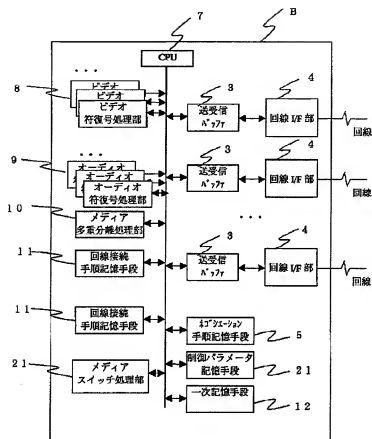 7
B
CPU
・・・
8
ビデオ
ビデオ
ビデオ
符復号処理部
3
送受信
バッファ
4
回線I/F部
回線
・・・
9
オーディオ
オーディオ
オーディオ
符復号処理部
3
送受信
バッファ
4
回線I/F部
回線
10
メディア
多重分離処理部
・・・
11
回線接続
手順記憶手段
3
送受信
バッファ
4
回線I/F部
回線
11
回線接続
手順記憶手段
ネゴシエーション
手順記憶手段
5
21
メディア
スイッチ処理部
制御パラメータ
記憶手段
21
一次記憶手段
12